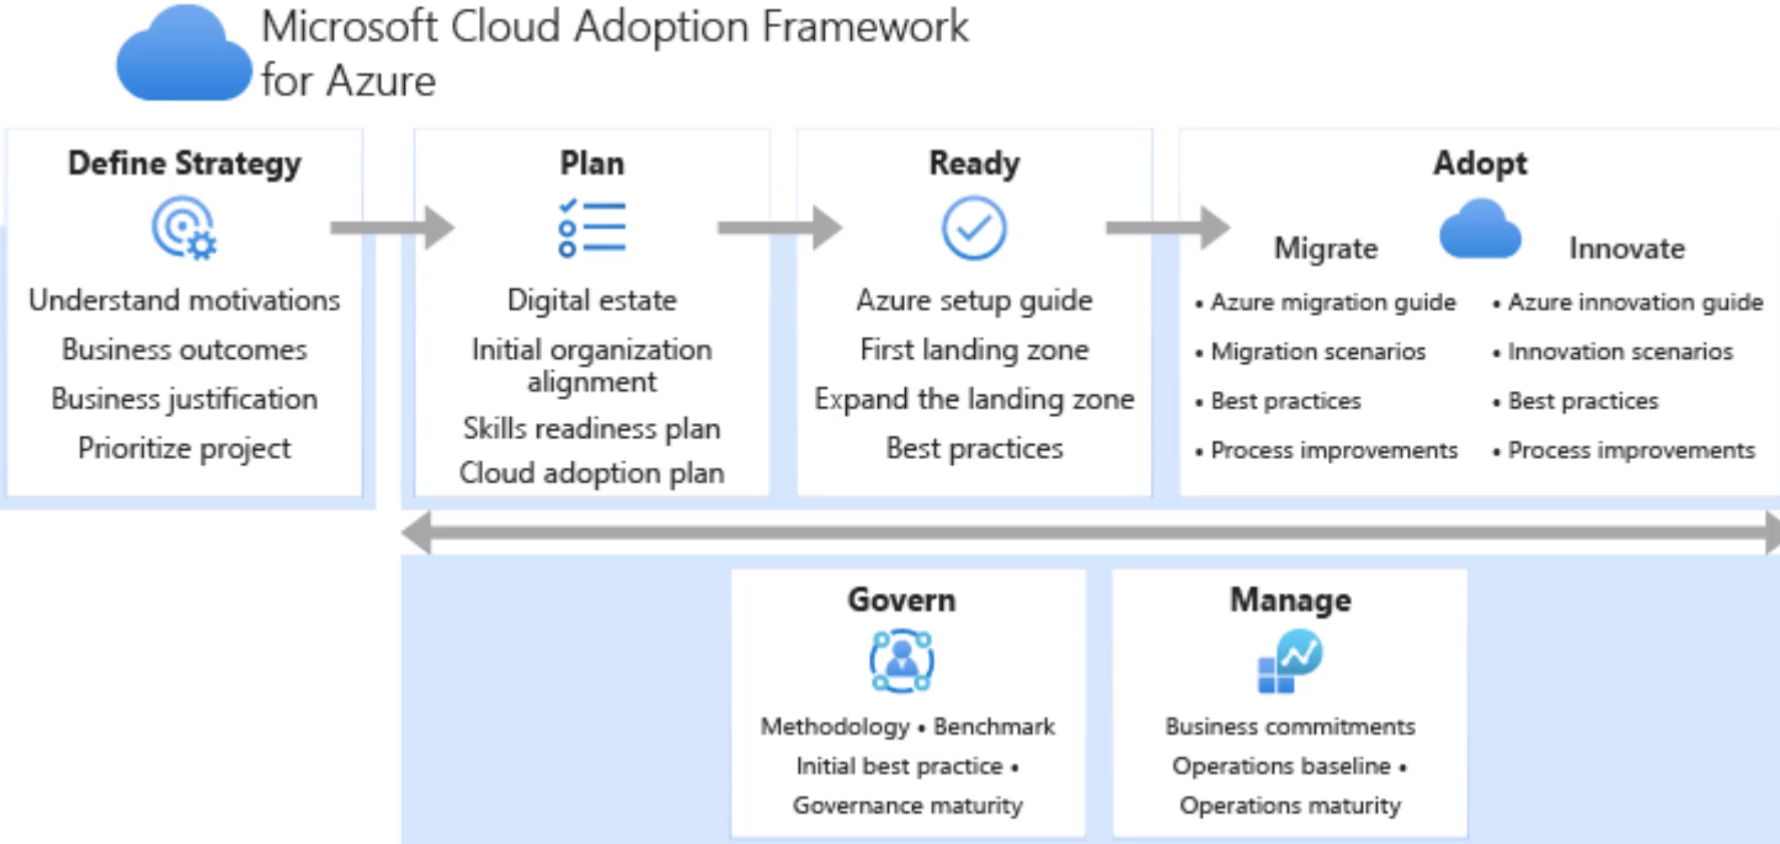 Microsoft Cloud Adoption Framework
for Azure
Define Strategy
Understand motivations
Business outcomes
Business justification
Prioritize project
Plan
Digital estate
Initial organization
alignment
Skills readiness plan
Cloud adoption plan
Ready
Azure setup guide
First landing zone
Expand the landing zone
Best practices
Adopt
Migrate
• Azure migration guide
• Migration scenarios
• Best practices
• Process improvements
Innovate
• Azure innovation guide
• Innovation scenarios
• Best practices
• Process improvements
Govern
Methodology • Benchmark
Initial best practice •
Governance maturity
Manage
Business commitments
Operations baseline •
Operations maturity